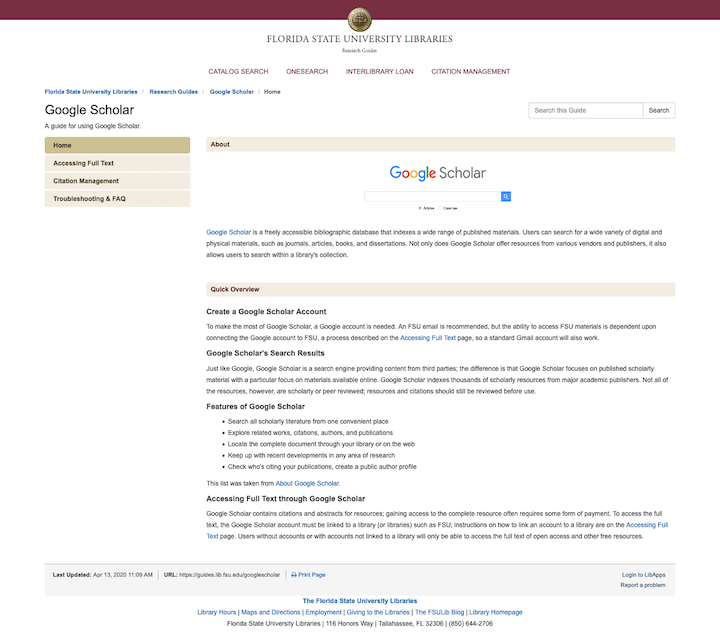 FLORIDA STATE UNIVERSITY LIBRARIES
Research Guides
CATALOG SEARCH ONESEARCH INTERLIBRARY LOAN CITATION MANAGEMENT
Florida State University Libraries / Research Guides / Google Scholar / Home
Google Scholar
Search this Guide Search
A guide for using Google Scholar.
Home
Accessing Full Text
Citation Management
Troubleshooting & FAQ
About
Google Scholar
Articles Case law
Google Scholar is a freely accessible bibliographic database that indexes a wide range of published materials. Users can search for a wide variety of digital and
physical materials, such as journals, articles, books, and dissertations. Not only does Google Scholar offer resources from various vendors and publishers, it also
allows users to search within a library's collection.
Quick Overview
Create a Google Scholar Account
To make the most of Google Scholar, a Google account is needed. An FSU email is recommended, but the ability to access FSU materials is dependent upon
connecting the Google account to FSU, a process described on the Accessing Full Text page, so a standard Gmail account will also work.
Google Scholar's Search Results
Just like Google, Google Scholar is a search engine providing content from third parties; the difference is that Google Scholar focuses on published scholarly
material with a particular focus on materials available online. Google Scholar indexes thousands of scholarly resources from major academic publishers. Not all of
the resources, however, are scholarly or peer reviewed; resources and citations should still be reviewed before use.
Features of Google Scholar
• Search all scholarly literature from one convenient place
• Explore related works, citations, authors, and publications
• Locate the complete document through your library or on the web
• Keep up with recent developments in any area of research
• Check who's citing your publications, create a public author profile
This list was taken from About Google Scholar.
Accessing Full Text through Google Scholar
Google Scholar contains citations and abstracts for resources; gaining access to the complete resource often requires some form of payment. To access the full
text, the Google Scholar account must be linked to a library (or libraries) such as FSU; instructions on how to link an account to a library are on the Accessing Full
Text page. Users without accounts or with accounts not linked to a library will only be able to access the full text of open access and other free resources.
Last Updated: Apr 13, 2020 11:09 AM URL: https://guides.lib.fsu.edu/googlescholar Print Page
Login to LibApps
Report a problem
The Florida State University Libraries
Library Hours | Maps and Directions | Employment | Giving to the Libraries | The FSULib Blog | Library Homepage
Florida State University Libraries | 116 Honors Way | Tallahassee, FL 32306 | (850) 644-2706